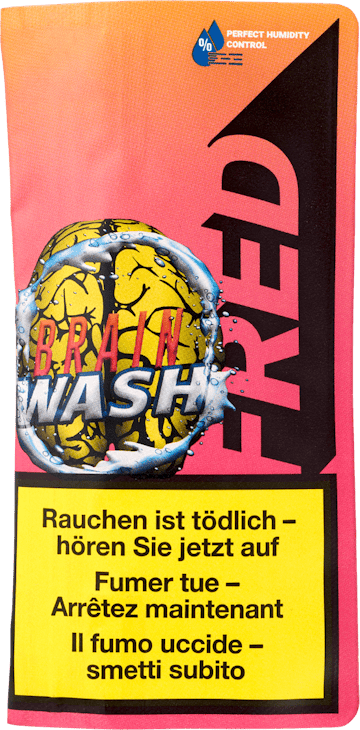 %
PERFECT HUMIDITY
CONTROL
FRED
BRAIN
WASH
Rauchen ist tödlich –
hören Sie jetzt auf
Fumer tue –
Arrêtez maintenant
Il fumo uccide –
smetti subito